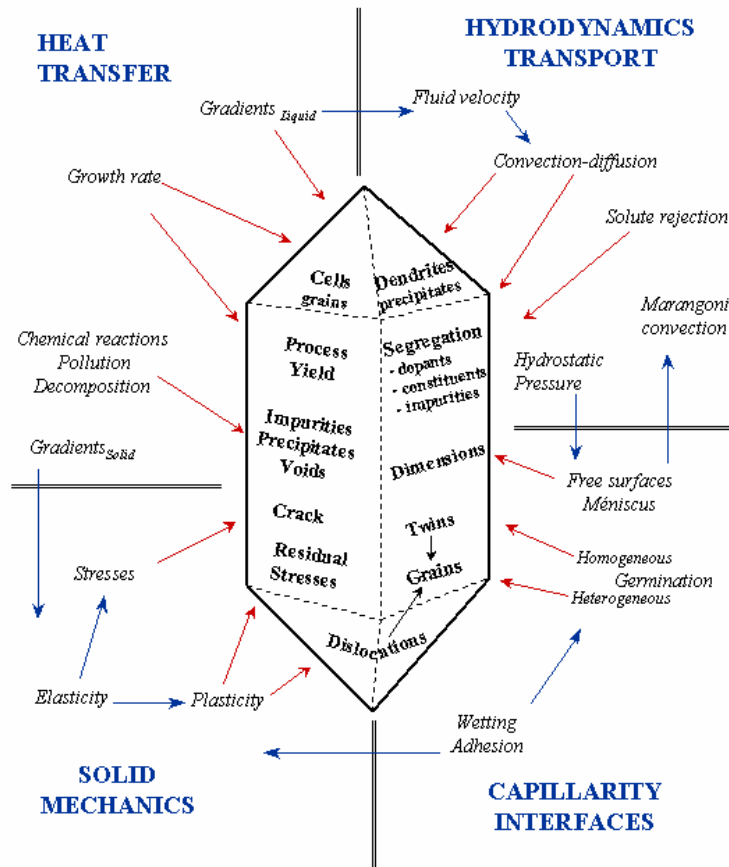 HEAT
TRANSFER
HYDRODYNAMICS
TRANSPORT
Gradients liquid
Fluid velocity
Convection-diffusion
Growth rate
Solute rejection
Cells
grains
Dendrites
precipitates
Marangoni
convection
Chemical reactions
Pollution
Decomposition
Process
Yield
Segregation
- dopants
- constituents
- impurities
Hydrostatic
Pressure
Gradients Solid
Impurities
Precipitates
Voids
Dimensions
Free surfaces
Méniscus
Crack
Twins
Residual
Stresses
Grains
Stresses
Homogeneous
Germination
Heterogeneous
Dislocations
Elasticity
Plasticity
Wetting
Adhesion
SOLID
MECHANICS
CAPILLARITY
INTERFACES